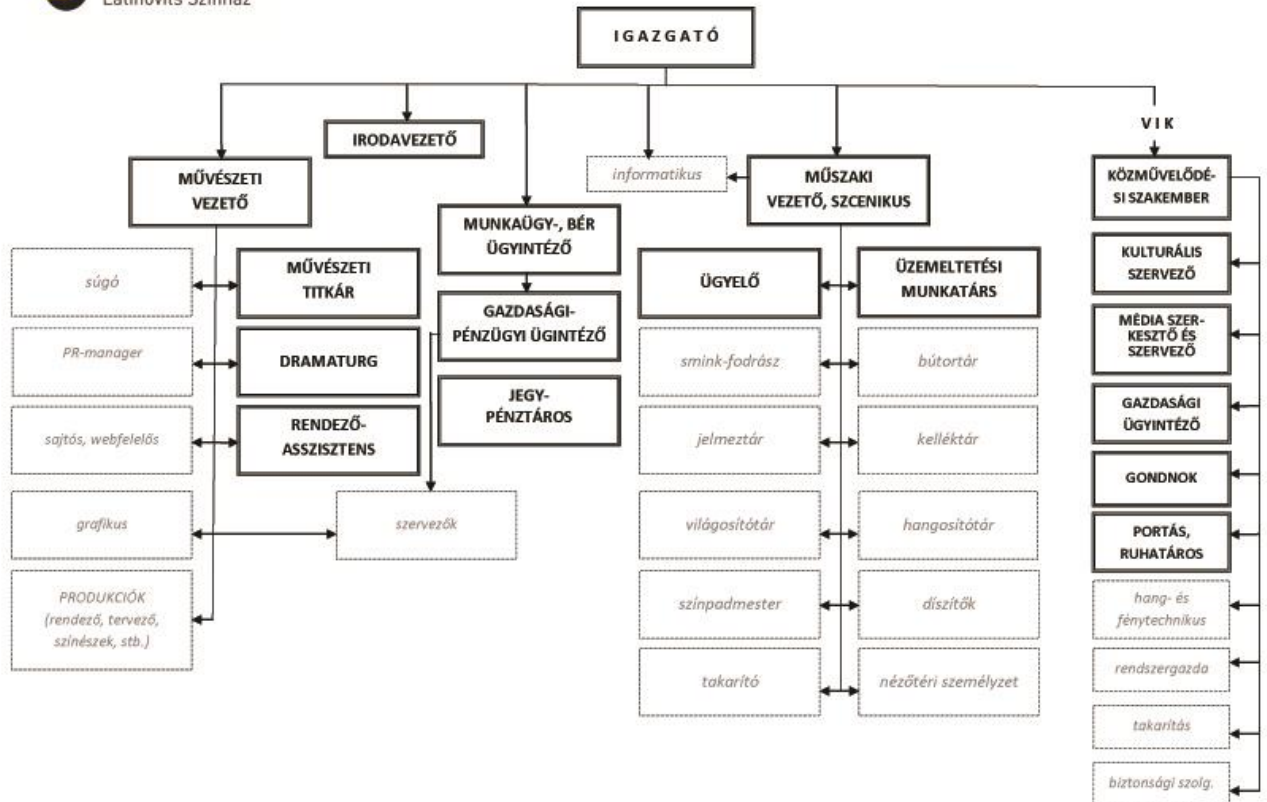 Latinovits Színház
IGAZGATÓ
IRODAVEZETŐ
VIK
MŰVÉSZETI
VEZETŐ
informatikus
MŰSZAKI
VEZETŐ, SZCENIKUS
KÖZMŰVELŐDÉ-
SI SZAKEMBER
MUNKAÜGY-, BÉR
ÜGYINTÉZŐ
súgó
MŰVÉSZETI
TITKÁR
ÜGYELŐ
ÜZEMELTETÉSI
MUNKATÁRS
KULTURÁLIS
SZERVEZŐ
GAZDASÁGI-
PÉNZÜGYI ÜGINTÉZŐ
MÉDIA SZER-
KESZTŐ ÉS
SZERVEZŐ
PR-manager
DRAMATURG
smink-fodrász
bútortár
JEGY-
PÉNZTÁROS
GAZDASÁGI
ÜGYINTÉZŐ
sajtós, webfelelős
RENDEZŐ-
ASSZISZTENS
jelmeztár
kelléktár
GONDNOK
grafikus
szervezők
világosítótár
hangosítótár
PORTÁS,
RUHATÁROS
PRODUKCIÓK
(rendező, tervező,
színészek, stb.)
színpadmester
díszítők
hang- és
fénytechnikus
takarító
nézőtéri személyzet
rendszergazda
takarítás
biztonsági szolg.